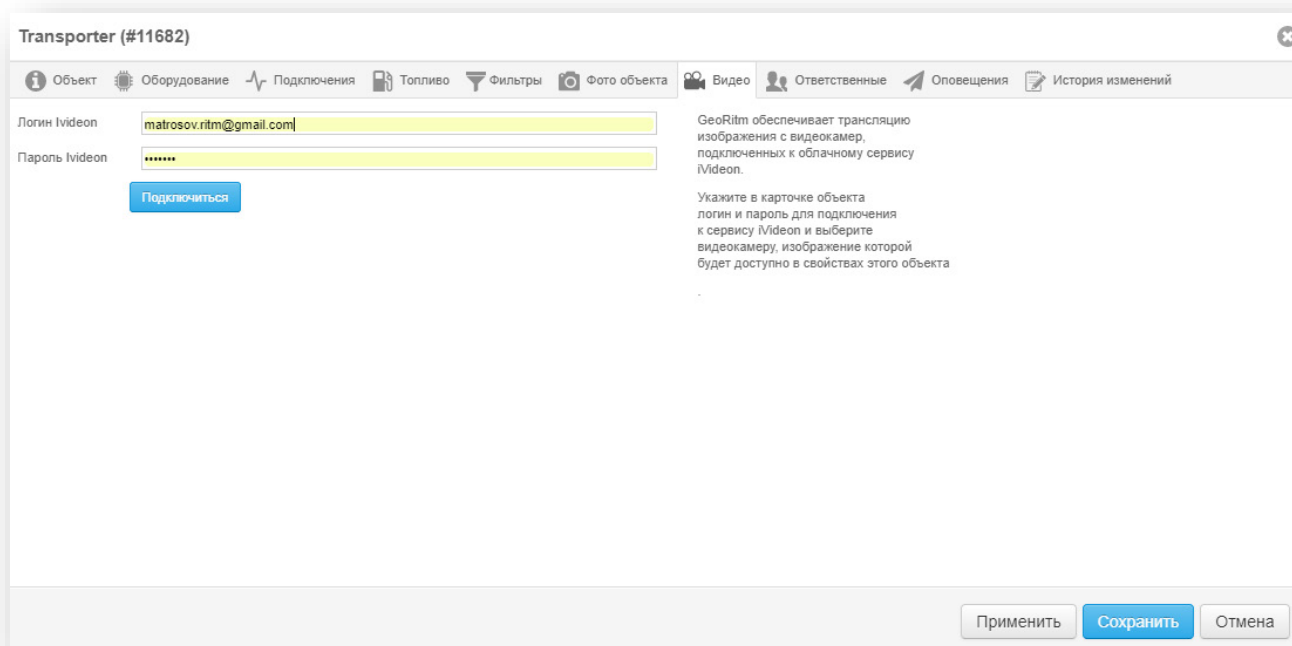 Transporter (#11682)
Объект Оборудование Подключения Топливо Фильтры Фото объекта Видео Ответственные Оповещения История изменений
Логин Ivideon
matrosov.ritm@gmail.com
Пароль Ivideon
•••••••
Подключиться
GeoRitm обеспечивает трансляцию
изображения с видеокамер,
подключенных к облачному сервису
iVideon.
Укажите в карточке объекта
логин и пароль для подключения
к сервису iVideon и выберите
видеокамеру, изображение которой
будет доступно в свойствах этого объекта
.
Применить Сохранить Отмена